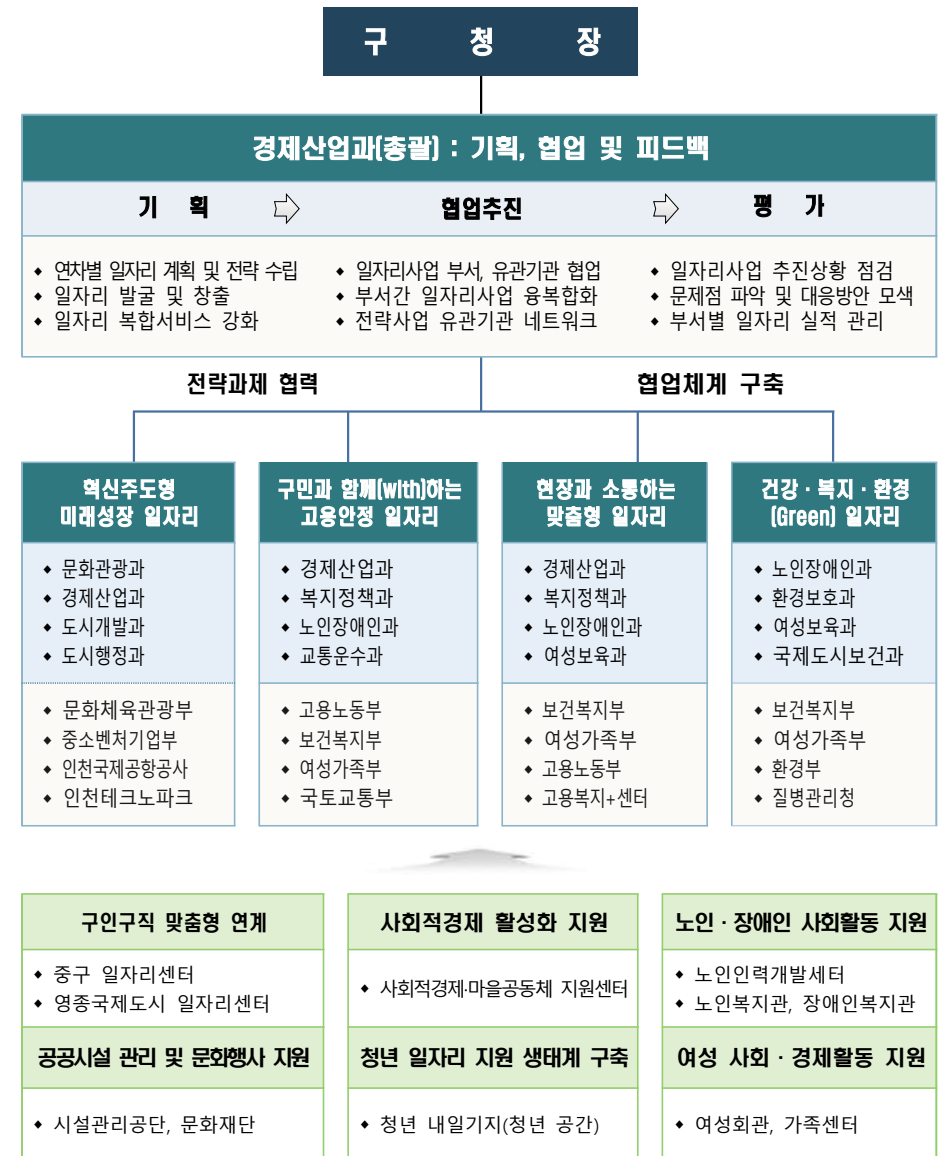 구 청 장
경제산업과(총괄) : 기획, 협업 및 피드백
기 획
협업추진
평 가
◆ 연차별 일자리 계획 및 전략 수립
◆ 일자리 발굴 및 창출
◆ 일자리 복합서비스 강화
◆ 일자리사업 부서, 유관기관 협업
◆ 부서간 일자리사업 융복합화
◆ 전략사업 유관기관 네트워크
◆ 일자리사업 추진상황 점검
◆ 문제점 파악 및 대응방안 모색
◆ 부서별 일자리 실적 관리
전략과제 협력
협업체계 구축
혁신주도형
미래성장 일자리
◆ 문화관광과
◆ 경제산업과
◆ 도시개발과
◆ 도시행정과
◆ 문화체육관광부
◆ 중소벤처기업부
◆ 인천국제공항공사
◆ 인천테크노파크
구민과 함께(with)하는
고용안정 일자리
◆ 경제산업과
◆ 복지정책과
◆ 노인장애인과
◆ 교통운수과
◆ 고용노동부
◆ 보건복지부
◆ 여성가족부
◆ 국토교통부
현장과 소통하는
맞춤형 일자리
◆ 경제산업과
◆ 복지정책과
◆ 노인장애인과
◆ 여성보육과
◆ 보건복지부
◆ 여성가족부
◆ 고용노동부
◆ 고용복지+센터
건강 · 복지 · 환경
(Green) 일자리
◆ 노인장애인과
◆ 환경보호과
◆ 여성보육과
◆ 국제도시보건과
◆ 보건복지부
◆ 여성가족부
◆ 환경부
◆ 질병관리청
구인구직 맞춤형 연계
◆ 중구 일자리센터
◆ 영종국제도시 일자리센터
사회적경제 활성화 지원
◆ 사회적경제·마을공동체 지원센터
노인 · 장애인 사회활동 지원
◆ 노인인력개발세터
◆ 노인복지관, 장애인복지관
공공시설 관리 및 문화행사 지원
◆ 시설관리공단, 문화재단
청년 일자리 지원 생태계 구축
◆ 청년 내일기지(청년 공간)
여성 사회 · 경제활동 지원
◆ 여성회관, 가족센터